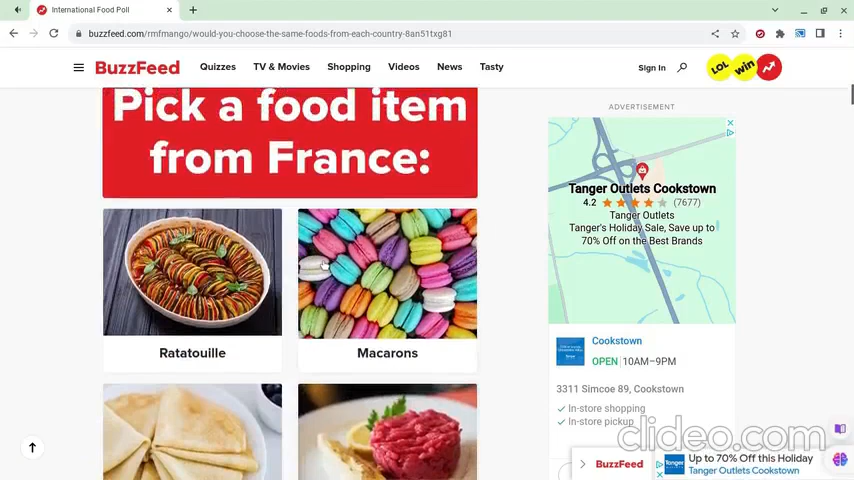 International Food Poll
buzzfeed.com/rmfmango/would-you-choose-the-same-foods-from-each-country-8an51txg81
BuzzFeed
Quizzes
TV & Movies
Shopping
Videos
News
Tasty
Sign In
LOL
win
Pick a food item
from France:
Ratatouille
Macarons
ADVERTISEMENT
Tanger Outlets Cookstown
4.2 (7677)
Tanger Outlets
Tanger's Holiday Sale, Save up to
70% Off on the Best Brands
Cookstown
OPEN 10AM–9PM
3311 Simcoe 89, Cookstown
In-store shopping
In-store pickup
clideo.com
BuzzFeed
Tanger
Up to 70% Off this Holiday
Tanger Outlets Cookstown